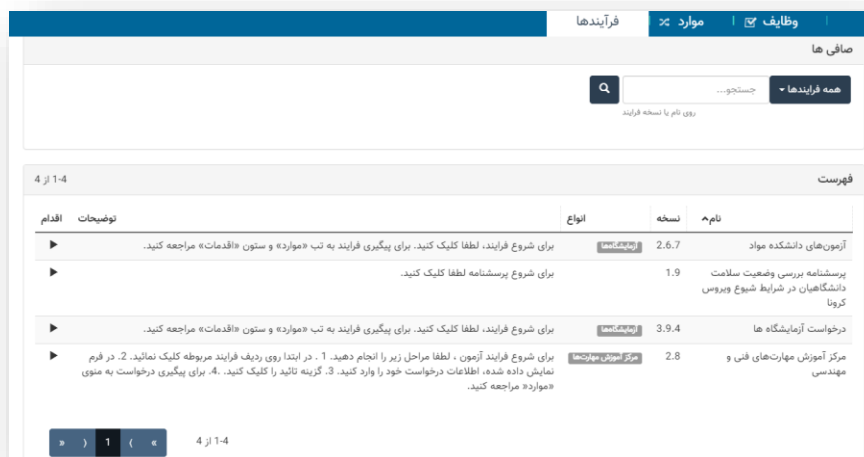 وظایف
موارد
فرآیندها
صافی ها
همه فرایندها
جستجو...
روی نام یا نسخه فرایند
فهرست
1-4 از 4
نام نسخه انواع توضیحات اقدام
آزمون‌های دانشکده مواد 2.6.7 آزمایشگاه‌ها برای شروع فرایند، لطفا کلیک کنید. برای پیگیری فرایند به تب «موارد» و ستون «اقدمات» مراجعه کنید.
پرسشنامه بررسی وضعیت سلامت 1.9 برای شروع پرسشنامه لطفا کلیک کنید.
دانشگاهیان در شرایط شیوع ویروس
کرونا
درخواست آزمایشگاه ها 3.9.4 آزمایشگاه‌ها برای شروع فرایند، لطفا کلیک کنید. برای پیگیری فرایند به تب «موارد» و ستون «اقدمات» مراجعه کنید.
مرکز آموزش مهارت‌های فنی و 2.8 مرکز آموزش مهارت‌ها برای شروع فرایند آزمون ، لطفا مراحل زیر را انجام دهید. 1 . در ابتدا روی ردیف فرایند مربوطه کلیک نمائید. 2. در فرم
مهندسی نمایش داده شده، اطلاعات درخواست خود را وارد کنید. 3. گزینه تائید را کلیک کنید. .4. برای پیگیری درخواست به منوی
«موارد» مراجعه کنید.
1-4 از 4
« ⟨ 1 ⟩ »